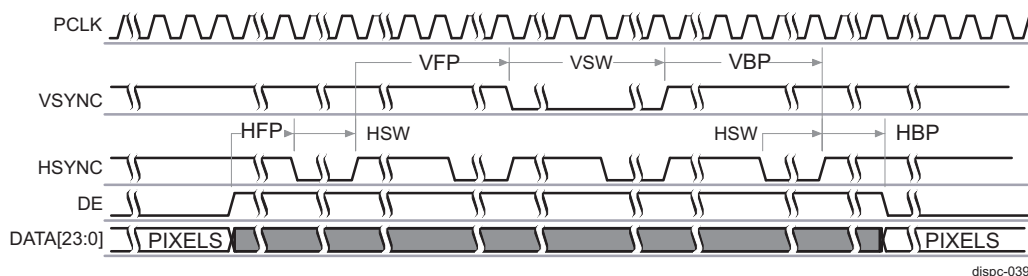 PCLK
VFP VSW VBP
VSYNC
HFP HSW HSW HBP
HSYNC
DE
DATA[23:0] PIXELS PIXELS
dispc-039